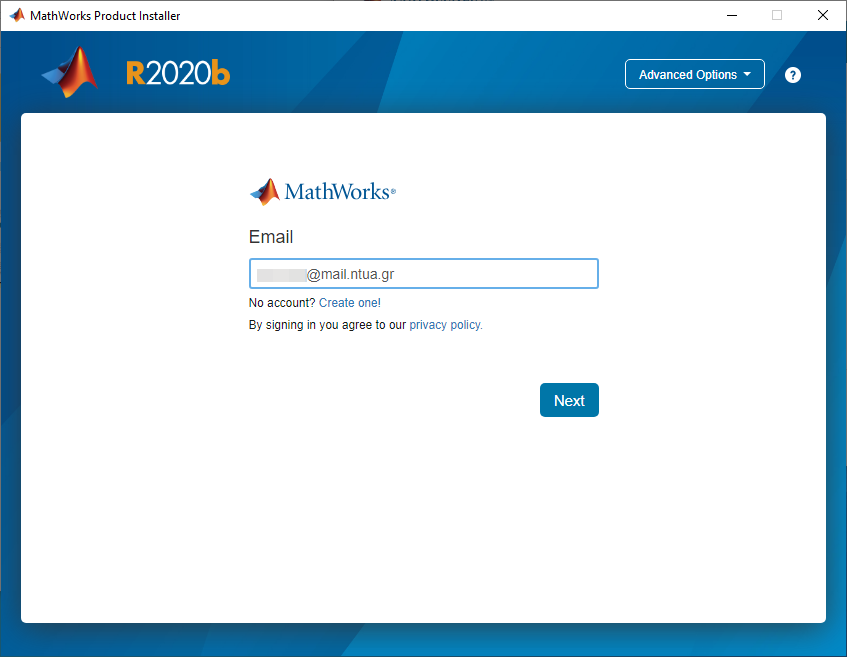 MathWorks Product Installer
R2020b
Advanced Options
?
MathWorks®
Email
@mail.ntua.gr
No account? Create one!
By signing in you agree to our privacy policy.
Next